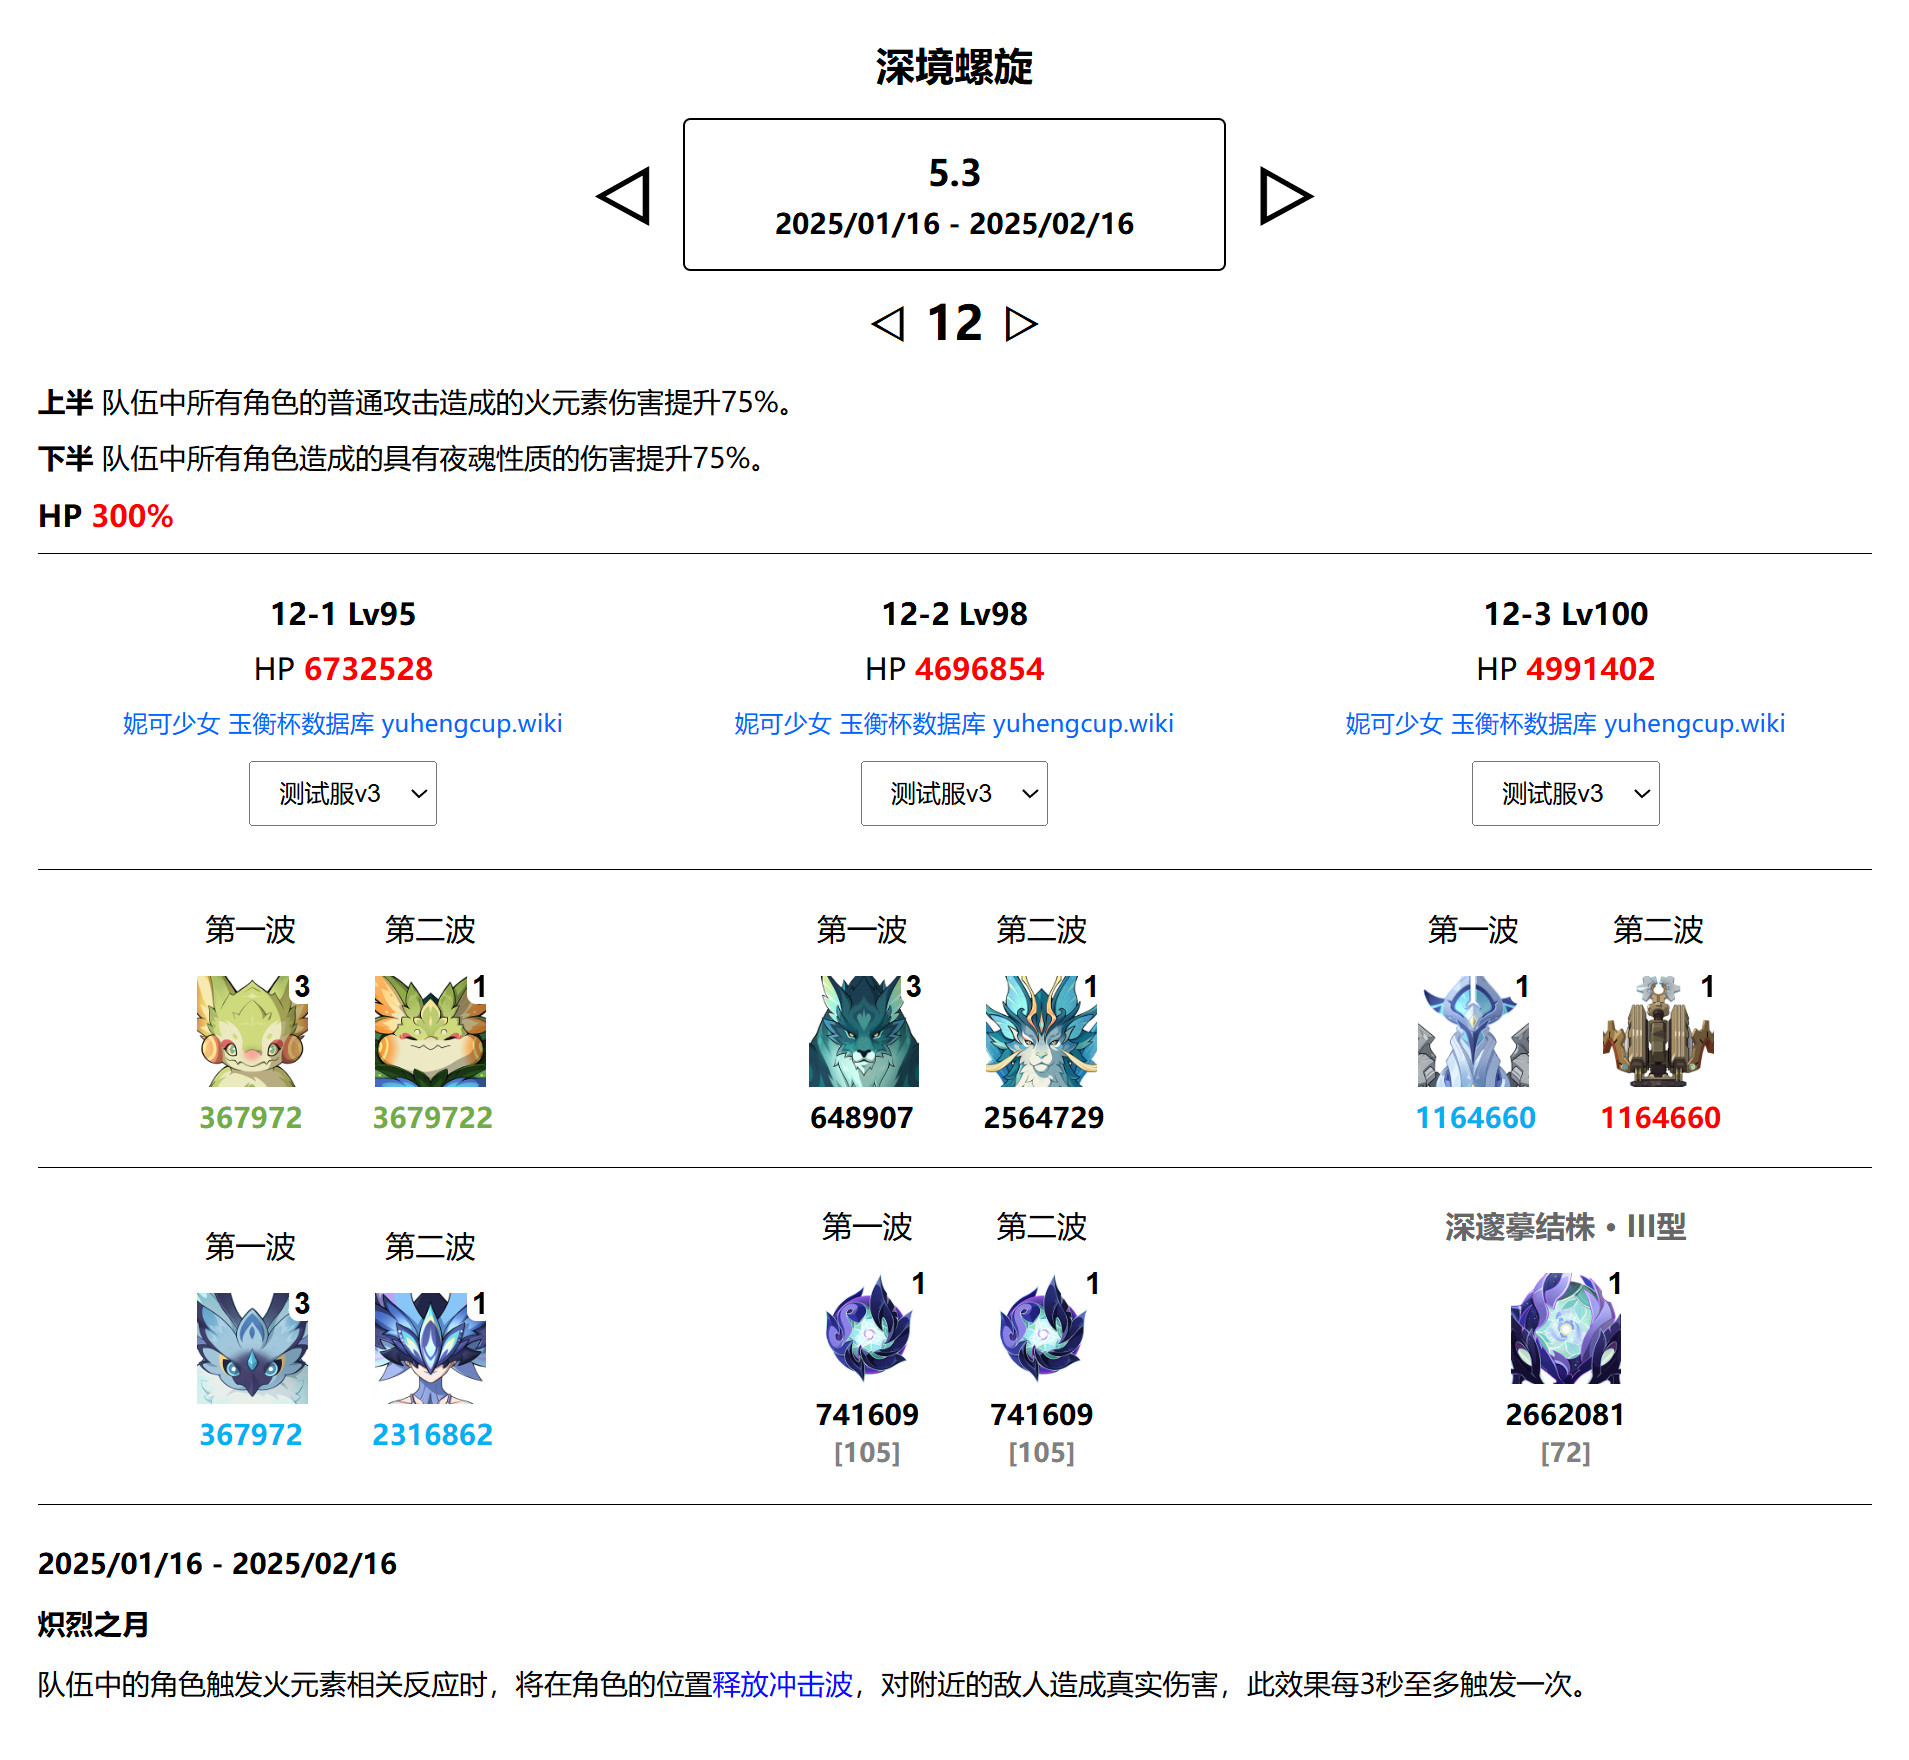 深境螺旋
5.3
2025/01/16 - 2025/02/16
12
上半 队伍中所有角色的普通攻击造成的火元素伤害提升75%。
下半 队伍中所有角色造成的具有夜魂性质的伤害提升75%。
HP 300%
12-1 Lv95
HP 6732528
妮可少女 玉衡杯数据库 yuhengcup.wiki
测试服v3
12-2 Lv98
HP 4696854
妮可少女 玉衡杯数据库 yuhengcup.wiki
测试服v3
12-3 Lv100
HP 4991402
妮可少女 玉衡杯数据库 yuhengcup.wiki
测试服v3
第一波 第二波
3 1
367972 3679722
第一波 第二波
3 1
648907 2564729
第一波 第二波
1 1
1164660 1164660
第一波 第二波
3 1
367972 2316862
第一波 第二波
1 1
741609 741609
[105] [105]
深邃摹结株·III型
1
2662081
[72]
2025/01/16 - 2025/02/16
炽烈之月
队伍中的角色触发火元素相关反应时，将在角色的位置释放冲击波，对附近的敌人造成真实伤害，此效果每3秒至多触发一次。